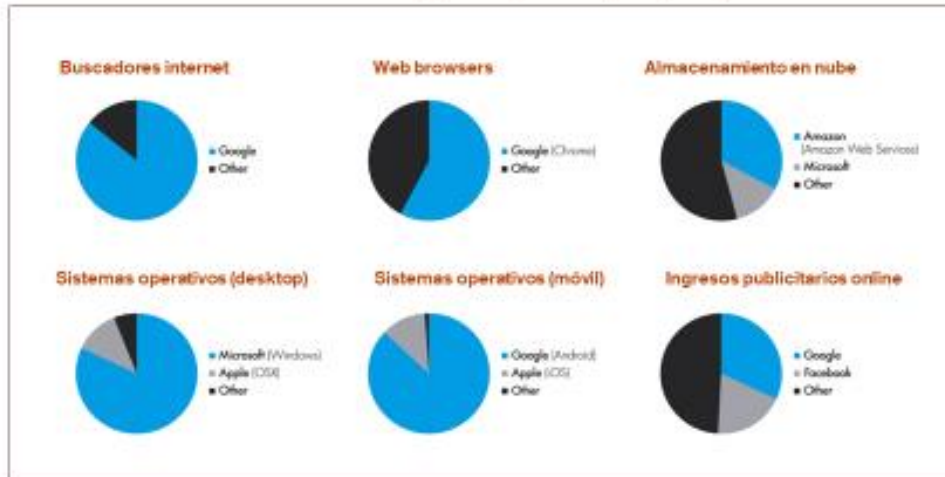 Buscadores internet
Google
Other
Web browsers
Google (Chrome)
Other
Almacenamiento en nube
Amazon
(Amazon Web Services)
Microsoft
Other
Sistemas operativos (desktop)
Microsoft (Windows)
Apple (OSX)
Other
Sistemas operativos (móvil)
Google (Android)
Apple (iOS)
Other
Ingresos publicitarios online
Google
Facebook
Other